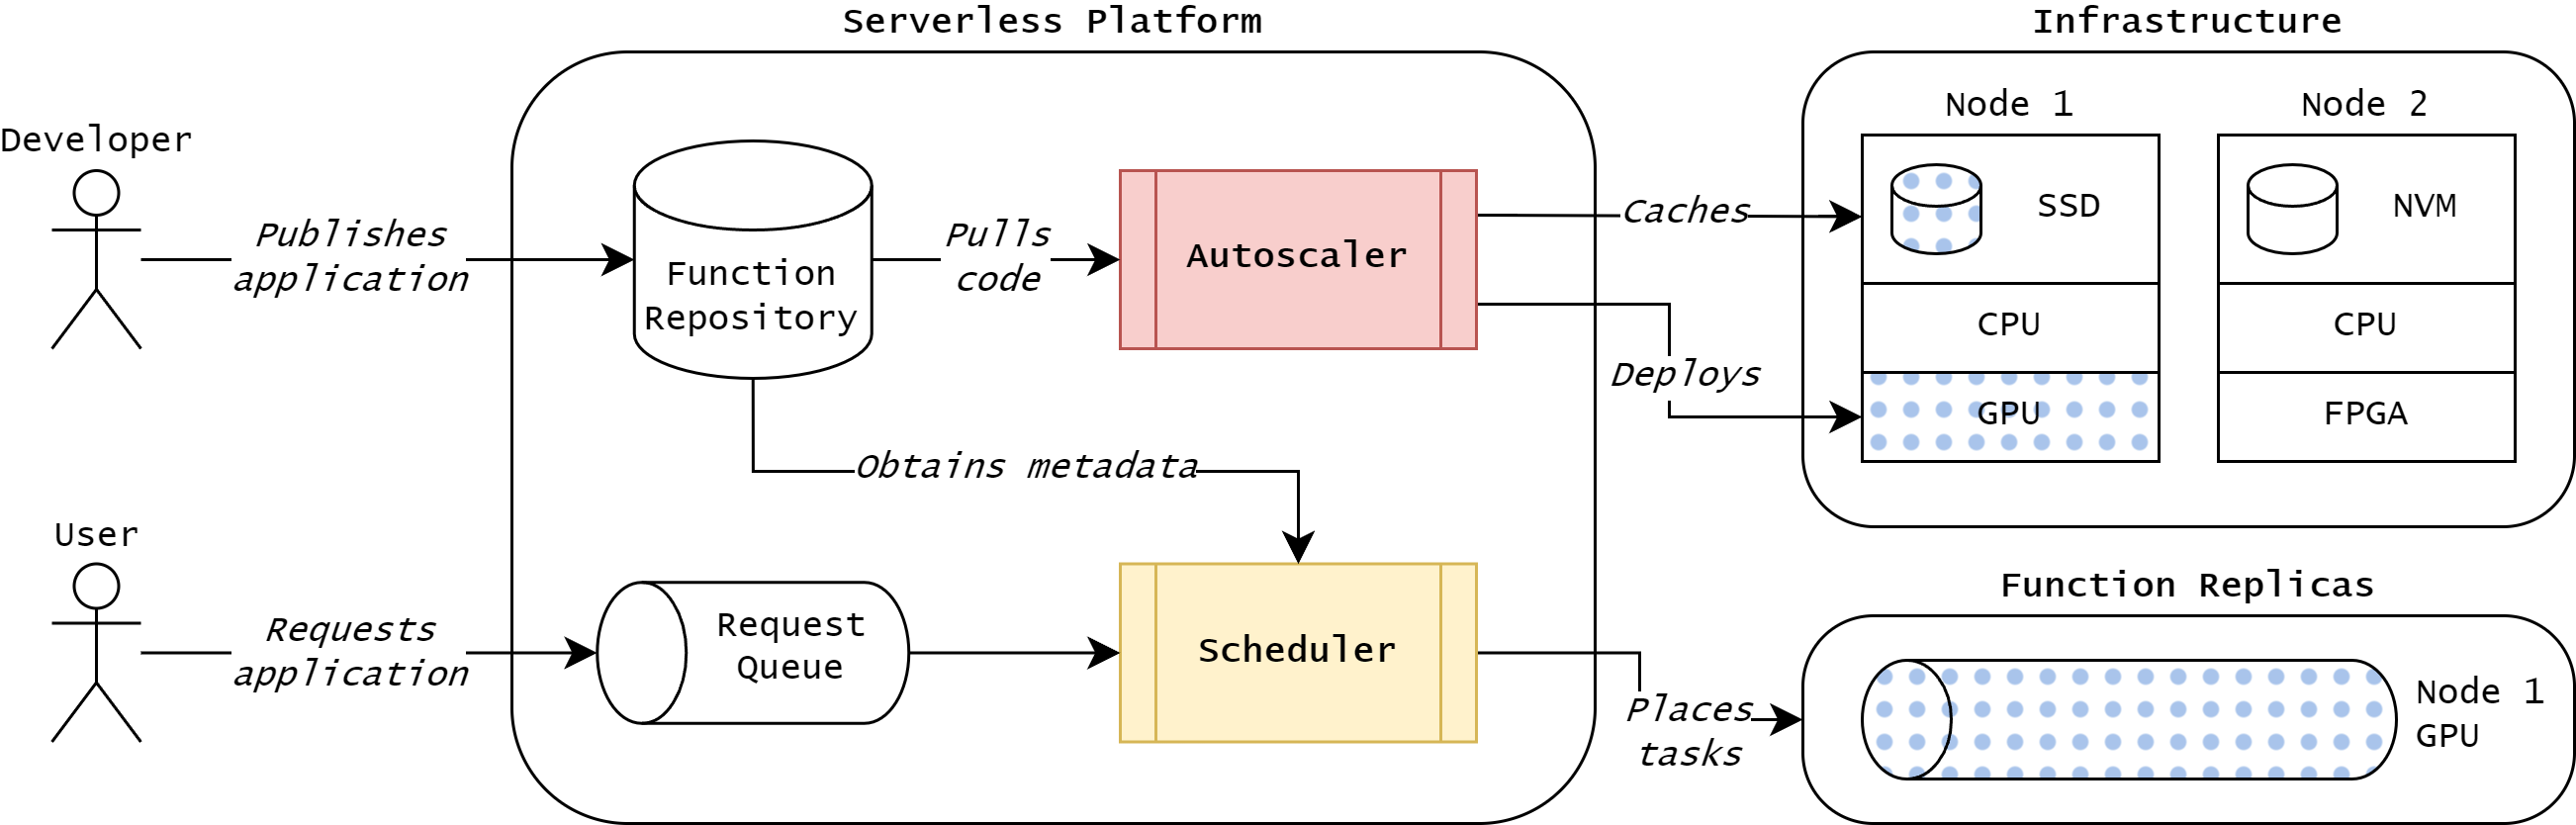 Serverless Platform
Infrastructure
Developer
Publishes
application
Function
Repository
Pulls
code
Autoscaler
Caches
Deploys
Node 1
SSD
CPU
GPU
Node 2
NVM
CPU
FPGA
Obtains metadata
User
Requests
application
Request
Queue
Scheduler
Places
tasks
Function Replicas
Node 1
GPU